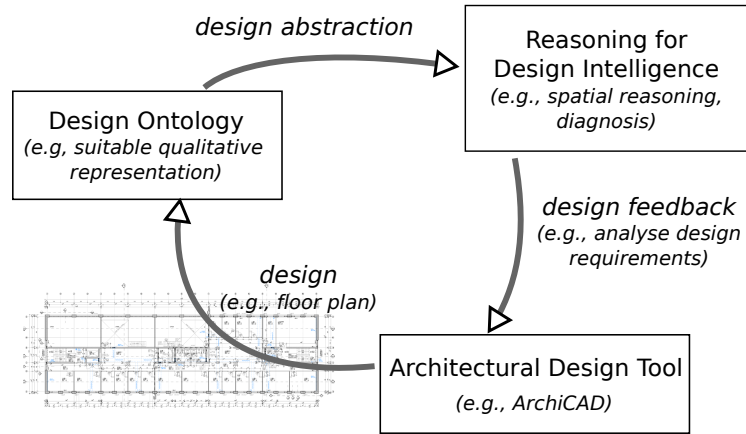 design abstraction
Reasoning for
Design Intelligence
(e.g., spatial reasoning,
diagnosis)
Design Ontology
(e.g, suitable qualitative
representation)
design feedback
(e.g., analyse design
requirements)
design
(e.g., floor plan)
Architectural Design Tool
(e.g., ArchiCAD)